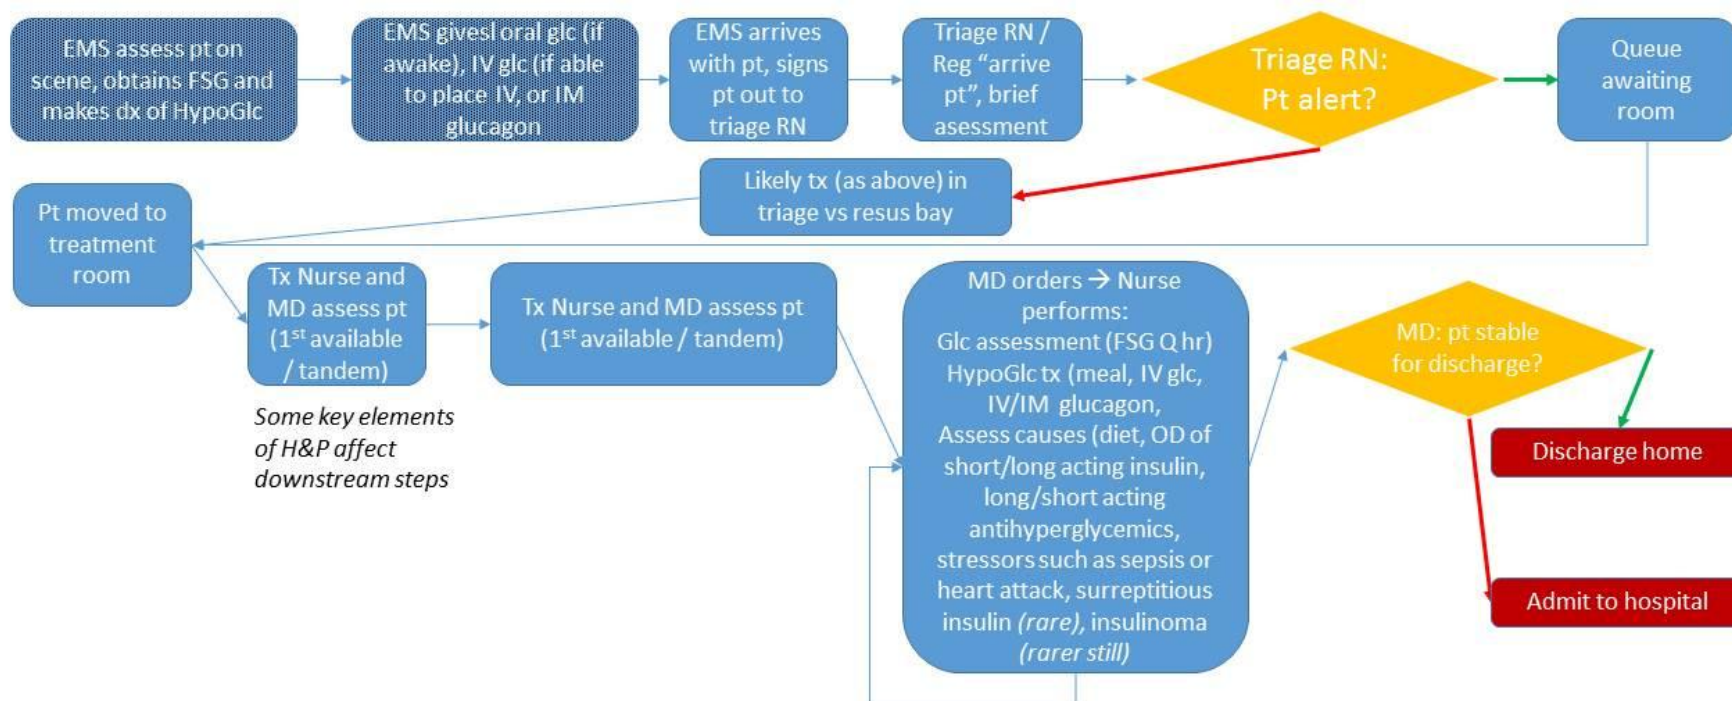 EMS assess pt on
scene, obtains FSG and
makes dx of HypoGlc
EMS givesl oral glc (if
awake), IV glc (if able
to place IV, or IM
glucagon
EMS arrives
with pt, signs
pt out to
triage RN
Triage RN /
Reg “arrive
pt”, brief
asessment
Triage RN:
Pt alert?
Queue
awaiting
room
Likely tx (as above) in
triage vs resus bay
Pt moved to
treatment
room
Tx Nurse and
MD assess pt
(1st available
/ tandem)
Some key elements
of H&P affect
downstream steps
Tx Nurse and MD assess pt
(1st available / tandem)
MD orders → Nurse
performs:
Glc assessment (FSG Q hr)
HypoGlc tx (meal, IV glc,
IV/IM glucagon,
Assess causes (diet, OD of
short/long acting insulin,
long/short acting
antihyperglycemics,
stressors such as sepsis or
heart attack, surreptitious
insulin (rare), insulinoma
(rarer still)
MD: pt stable
for discharge?
Discharge home
Admit to hospital